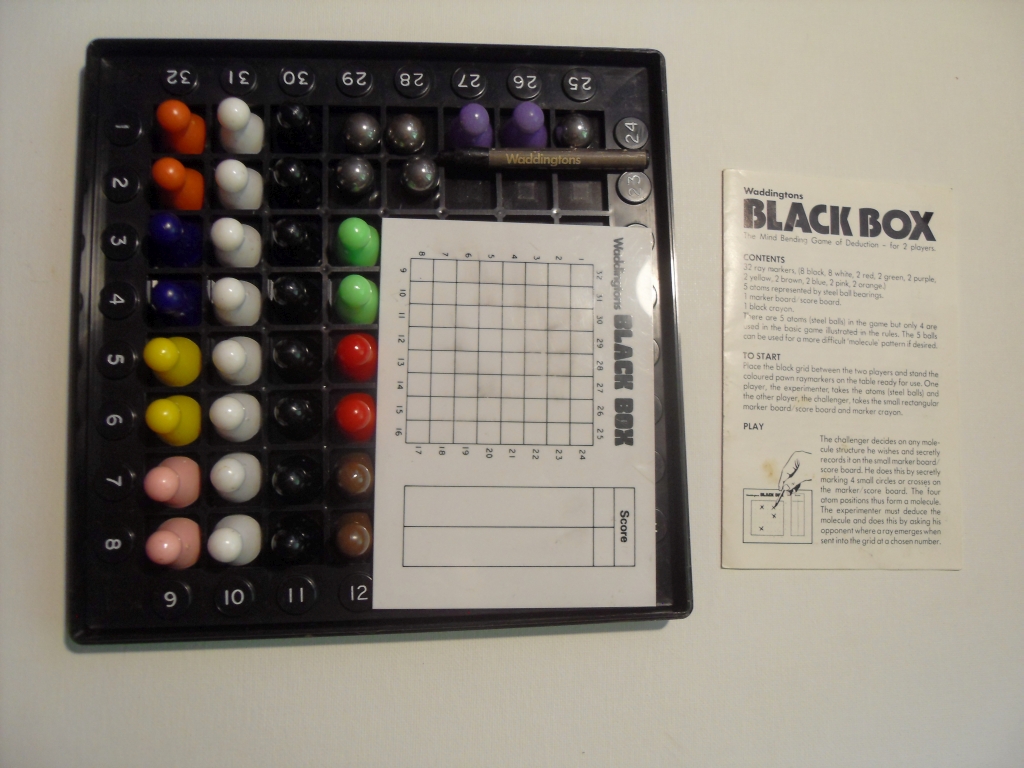 32 31 30 29 28 27 26 25
1
24
2
23
3
4
5
6
7
8
9 10 11 12
Waddingtons
Waddingtons BLACK BOX
8 7 6 5 4 3 2 1
9 10 11 12 13 14 15 16
32 31 30 29 28 27 26 25
17 18 19 20 21 22 23 24
Score
Waddingtons
BLACK BOX
The Mind Bending Game of Deduction – for 2 players.
CONTENTS
32 ray markers, (8 black, 8 white, 2 red, 2 green, 2 purple,
2 yellow, 2 brown, 2 blue, 2 pink, 2 orange.)
5 atoms represented by steel ball bearings.
1 marker board/score board.
1 black crayon.
There are 5 atoms (steel balls) in the game but only 4 are
used in the basic game illustrated in the rules. The 5 balls
can be used for a more difficult 'molecule' pattern if desired.
TO START
Place the black grid between the two players and stand the
coloured pawn raymarkers on the table ready for use. One
player, the experimenter, takes the atoms (steel balls) and
the other player, the challenger, takes the small rectangular
marker board/score board and marker crayon.
PLAY
The challenger decides on any mole-
cule structure he wishes and secretly
records it on the small marker board/
score board. He does this by secretly
marking 4 small circles or crosses on
the marker/score board. The four
atom positions thus form a molecule.
The experimenter must deduce the
molecule and does this by asking his
opponent where a ray emerges when
sent into the grid at a chosen number.
BLACK BOX